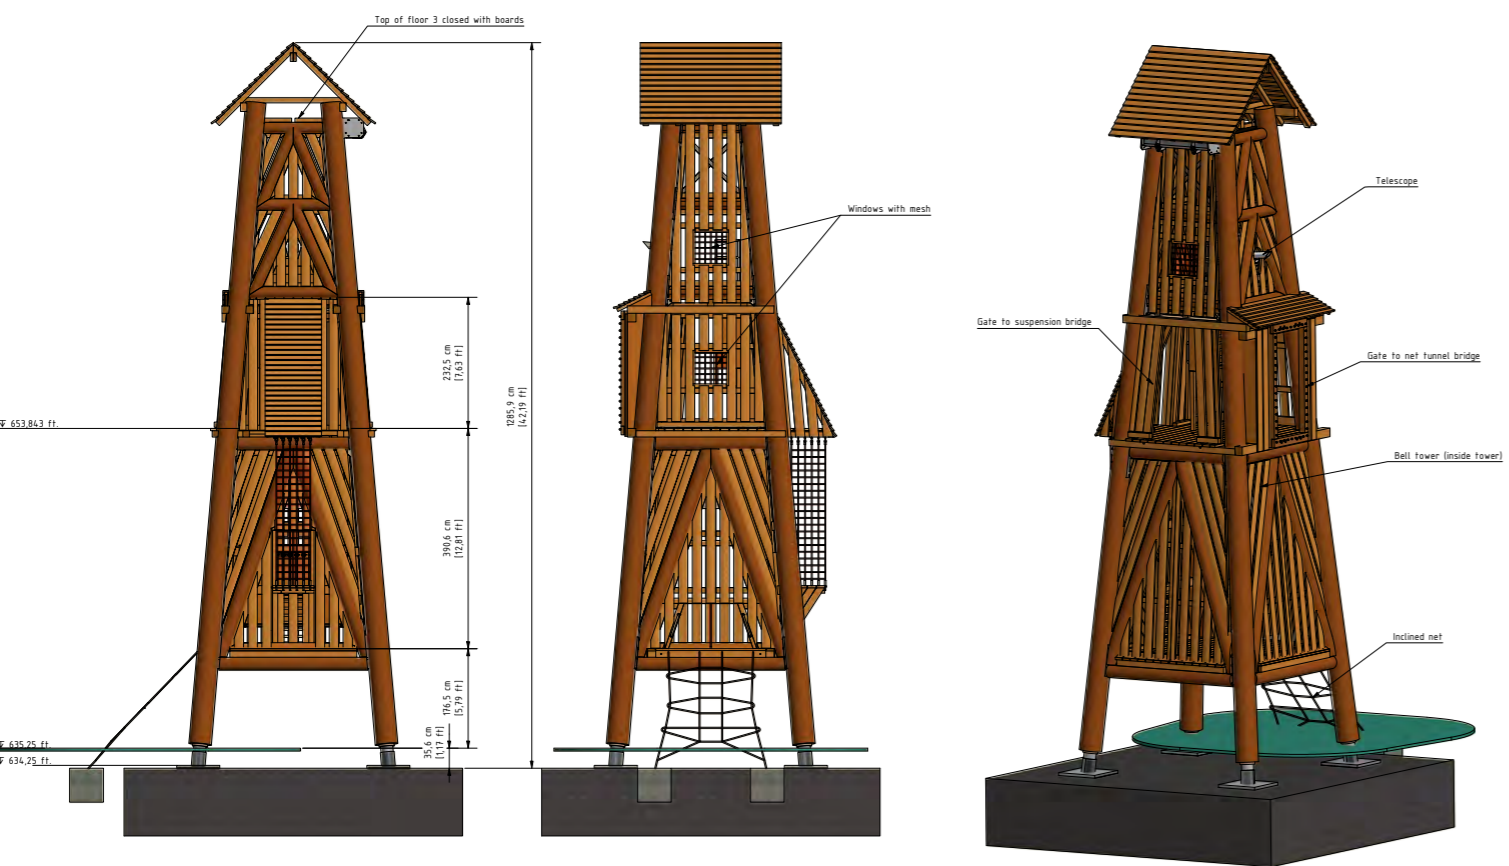 Top of floor 3 closed with boards
Telescope
Windows with mesh
Gate to suspension bridge
Gate to net tunnel bridge
232,5 cm
[7,63 ft]
1285,9 cm
[42,19 ft]
653,843 ft.
Bell tower (inside tower)
390,6 cm
[12,81 ft]
Inclined net
176,5 cm
[5,79 ft]
35,6 cm
[1,17 ft]
635,25 ft.
634,25 ft.